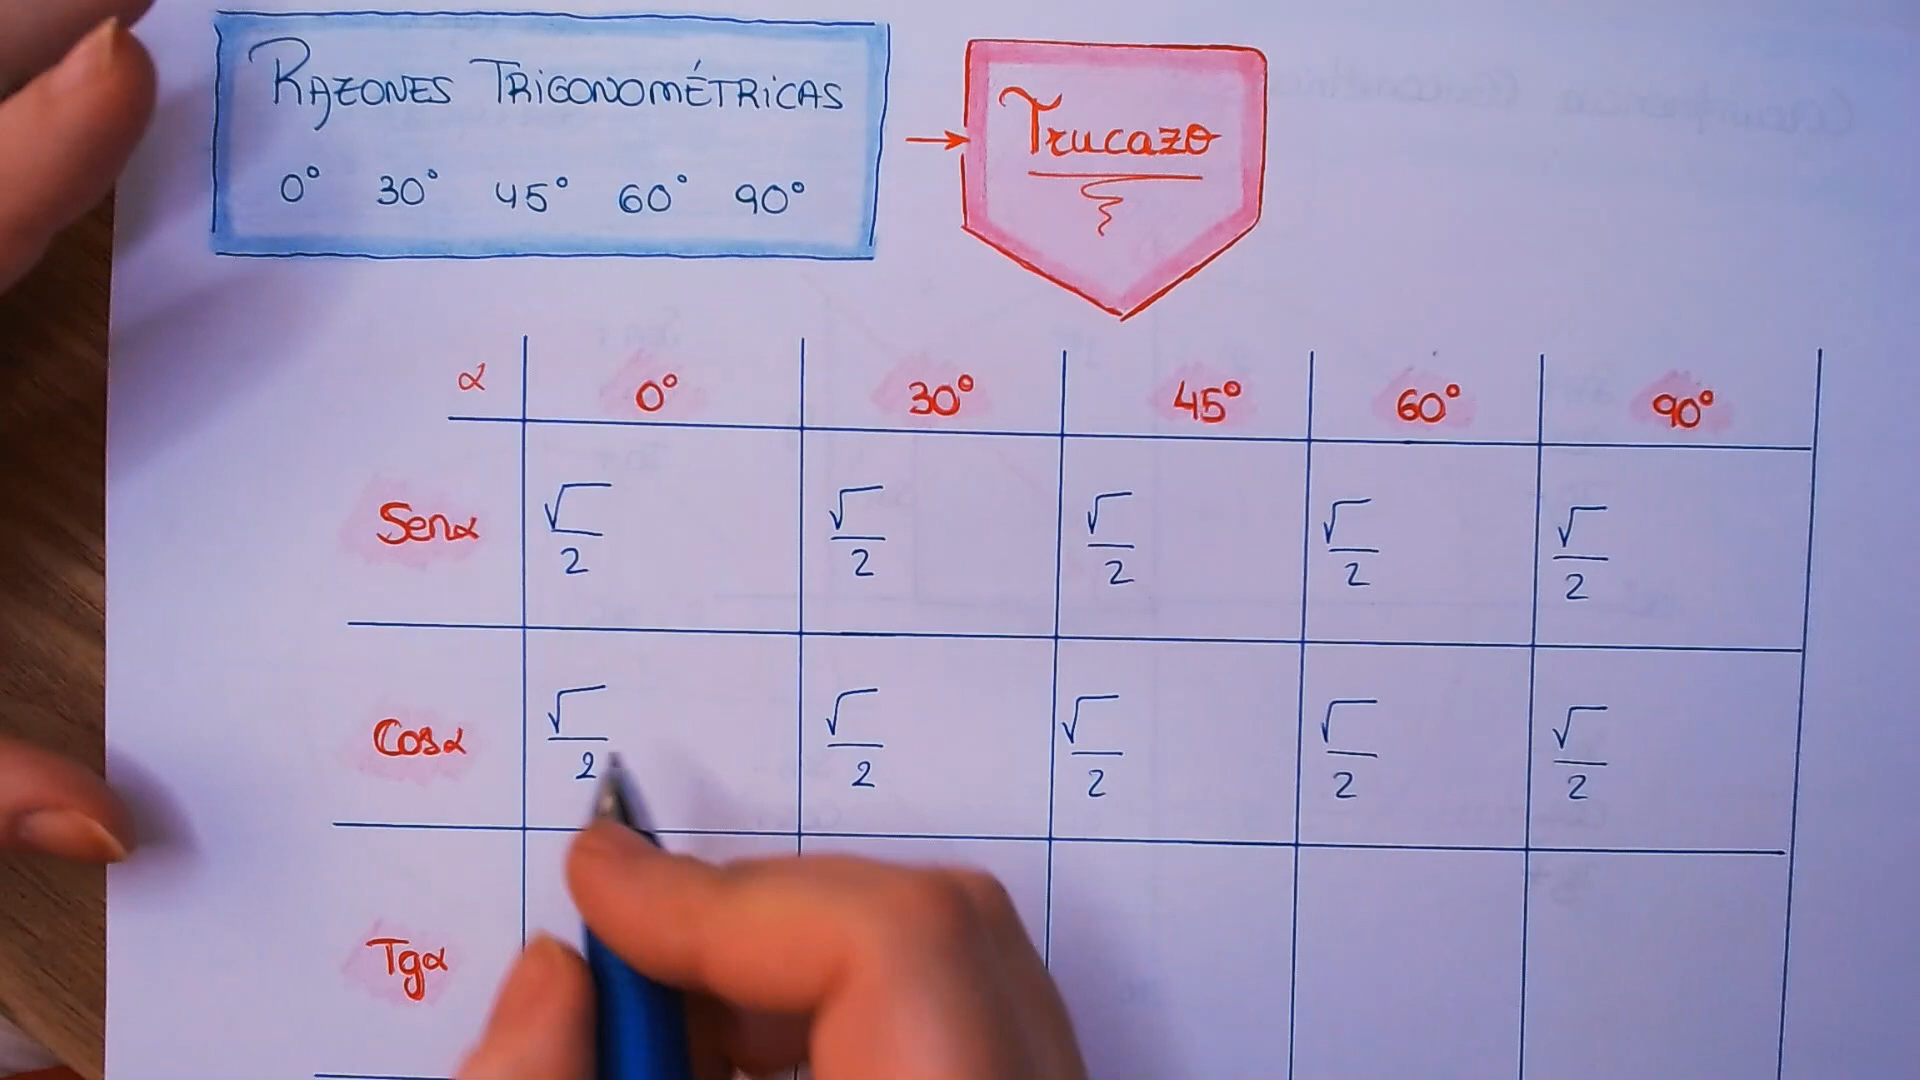 RAZONES TRIGONOMÉTRICAS
0° 30° 45° 60° 90°
→ Trucazo
α 0° 30° 45° 60° 90°
Senα √/2 √/2 √/2 √/2 √/2
Cosα √/2 √/2 √/2 √/2 √/2
Tgα